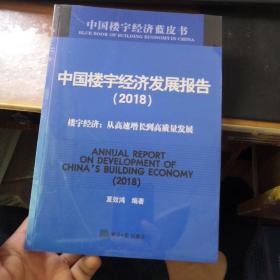 中国楼宇经济蓝皮书
BLUE BOOK OF BUILDING ECONOMY IN CHINA
中国楼宇经济发展报告
(2018)
楼宇经济：从高速增长到高质量发展
ANNUAL REPORT
ON DEVELOPMENT OF
CHINA'S BUILDING ECONOMY
(2018)
夏效鸿 编著